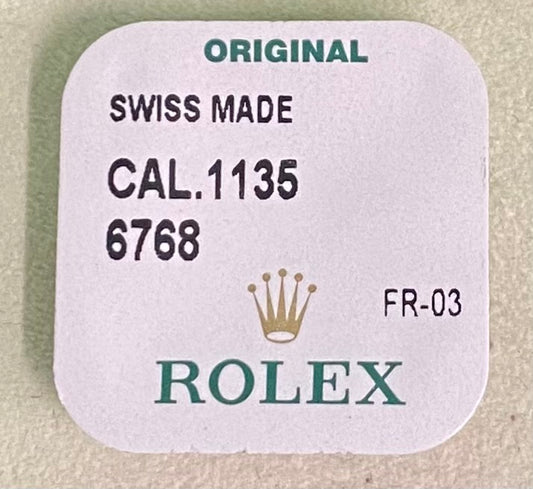 ORIGINAL
SWISS MADE
CAL.1135
6768
FR-03
ROLEX